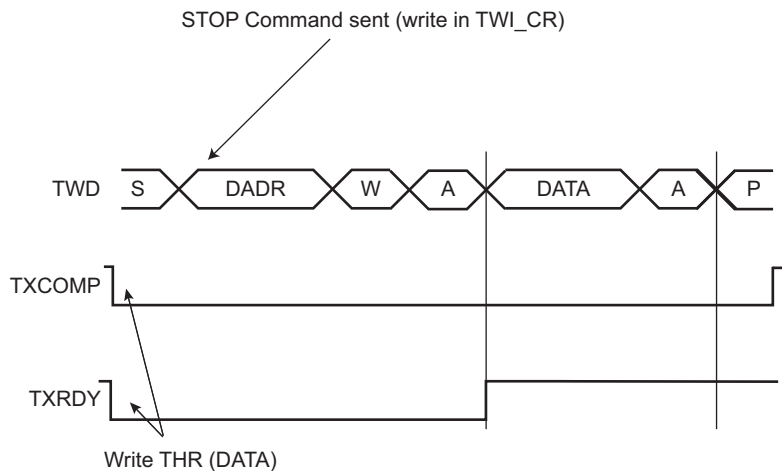 STOP Command sent (write in TWI_CR)
TWD S DADR W A DATA A P
TXCOMP
TXRDY
Write THR (DATA)